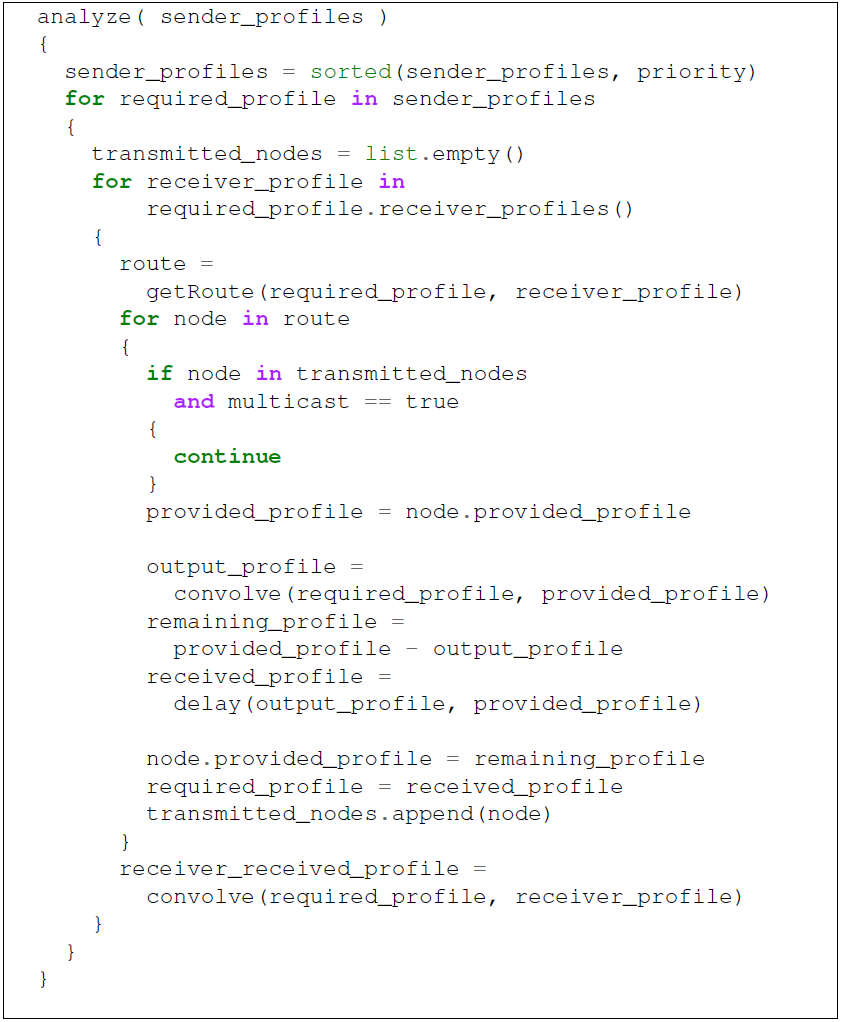 analyze( sender_profiles )
{
  sender_profiles = sorted(sender_profiles, priority)
  for required_profile in sender_profiles
  {
    transmitted_nodes = list.empty()
    for receiver_profile in
        required_profile.receiver_profiles()
    {
      route =
        getRoute(required_profile, receiver_profile)
      for node in route
      {
        if node in transmitted_nodes
          and multicast == true
        {
          continue
        }
        provided_profile = node.provided_profile

        output_profile =
          convolve(required_profile, provided_profile)
        remaining_profile =
          provided_profile - output_profile
        received_profile =
          delay(output_profile, provided_profile)

        node.provided_profile = remaining_profile
        required_profile = received_profile
        transmitted_nodes.append(node)
      }
      receiver_received_profile =
        convolve(required_profile, receiver_profile)
    }
  }
}